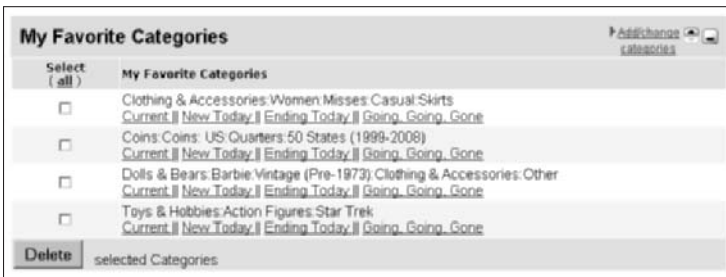 My Favorite Categories
Add/change
categories
Select
( all )
My Favorite Categories
Clothing & Accessories:Women:Misses:Casual:Skirts
Current || New Today || Ending Today || Going, Going, Gone
Coins:Coins: US:Quarters:50 States (1999-2008)
Current || New Today || Ending Today || Going, Going, Gone
Dolls & Bears:Barbie:Vintage (Pre-1973):Clothing & Accessories:Other
Current || New Today || Ending Today || Going, Going, Gone
Toys & Hobbies:Action Figures:Star Trek
Current || New Today || Ending Today || Going, Going, Gone
Delete selected Categories